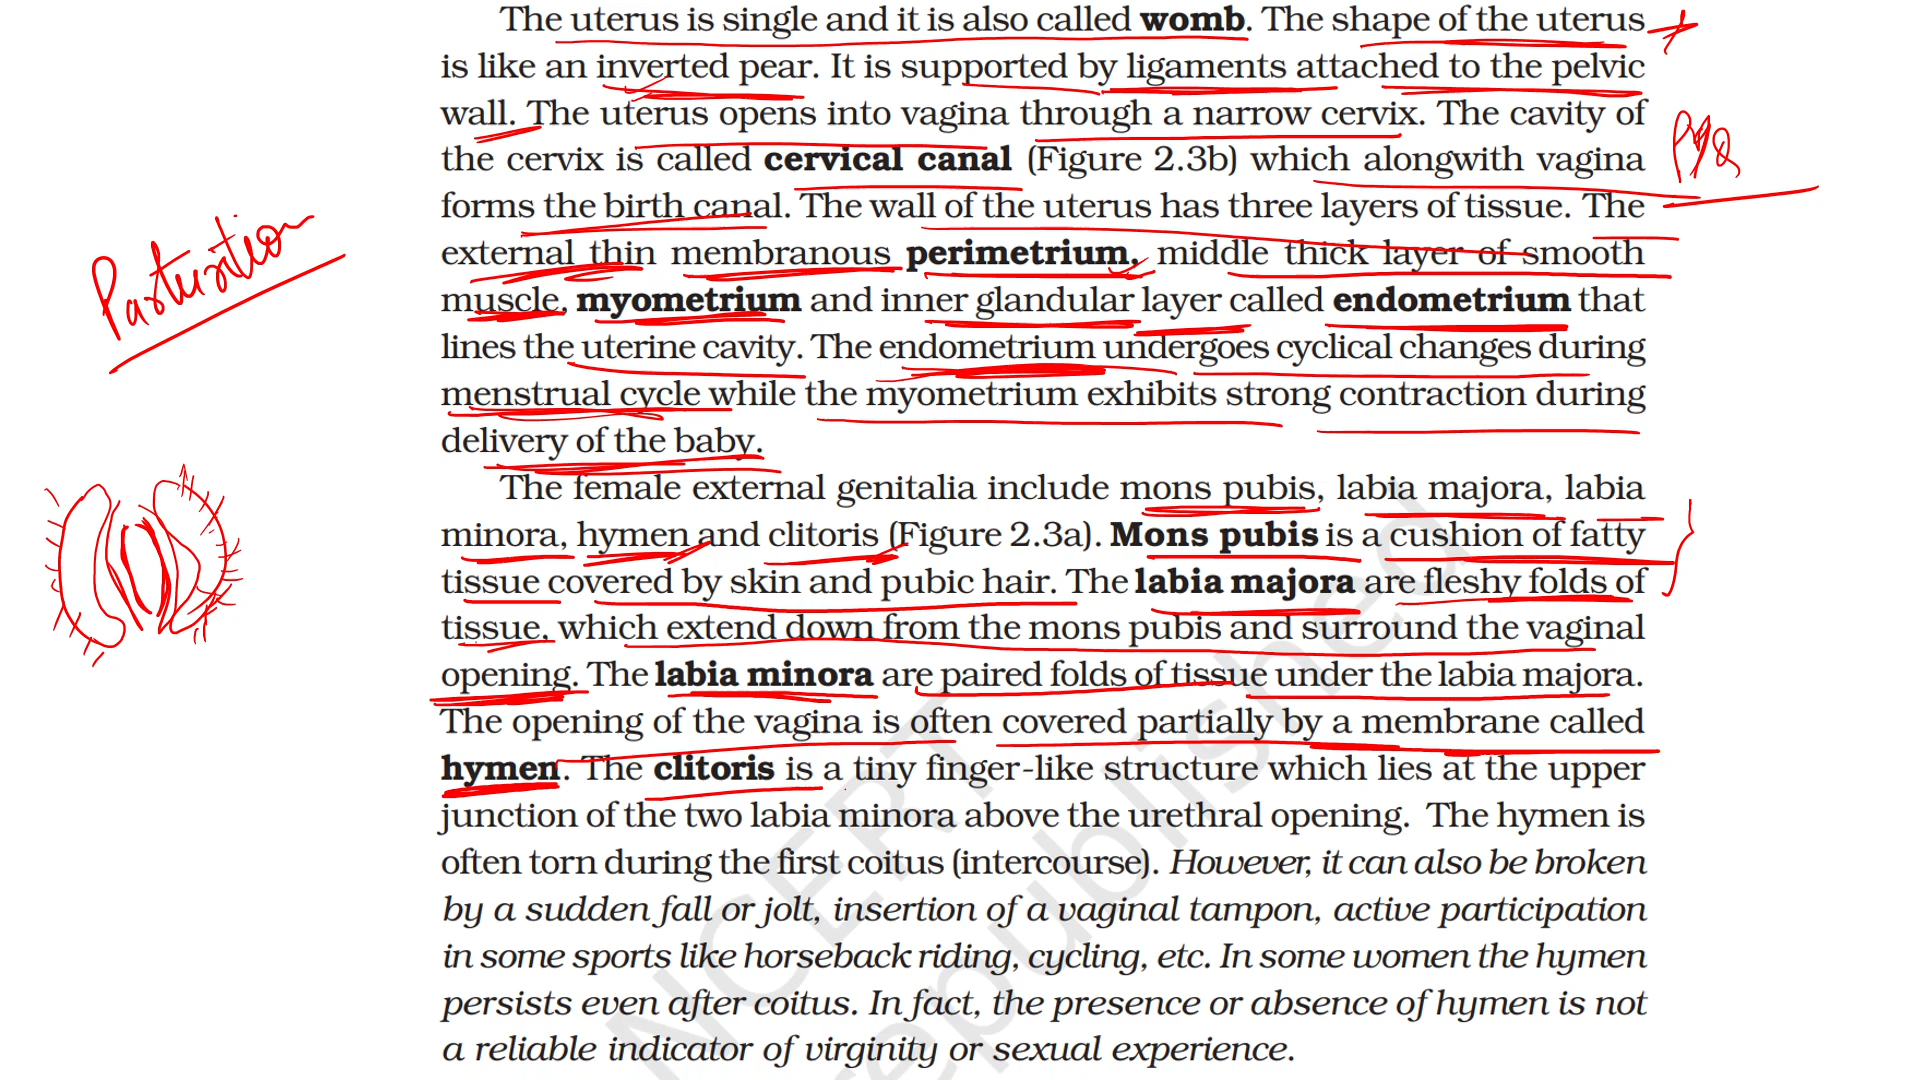 The uterus is single and it is also called womb. The shape of the uterus
is like an inverted pear. It is supported by ligaments attached to the pelvic
wall. The uterus opens into vagina through a narrow cervix. The cavity of
the cervix is called cervical canal (Figure 2.3b) which alongwith vagina
forms the birth canal. The wall of the uterus has three layers of tissue. The
external thin membranous perimetrium, middle thick layer of smooth
muscle, myometrium and inner glandular layer called endometrium that
lines the uterine cavity. The endometrium undergoes cyclical changes during
menstrual cycle while the myometrium exhibits strong contraction during
delivery of the baby.
Parturition
The female external genitalia include mons pubis, labia majora, labia
minora, hymen and clitoris (Figure 2.3a). Mons pubis is a cushion of fatty
tissue covered by skin and pubic hair. The labia majora are fleshy folds of
tissue, which extend down from the mons pubis and surround the vaginal
opening. The labia minora are paired folds of tissue under the labia majora.
The opening of the vagina is often covered partially by a membrane called
hymen. The clitoris is a tiny finger-like structure which lies at the upper
junction of the two labia minora above the urethral opening. The hymen is
often torn during the first coitus (intercourse). However, it can also be broken
by a sudden fall or jolt, insertion of a vaginal tampon, active participation
in some sports like horseback riding, cycling, etc. In some women the hymen
persists even after coitus. In fact, the presence or absence of hymen is not
a reliable indicator of virginity or sexual experience.
NCERT
republished